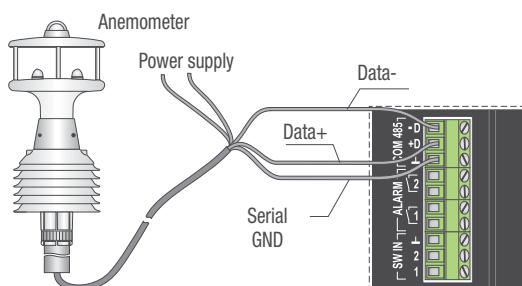 Anemometer
Power supply
Data-
Data+
Serial
GND
COM 485
-D
+D
⊥
ALARM
2
1
SW IN
⊥
2
1